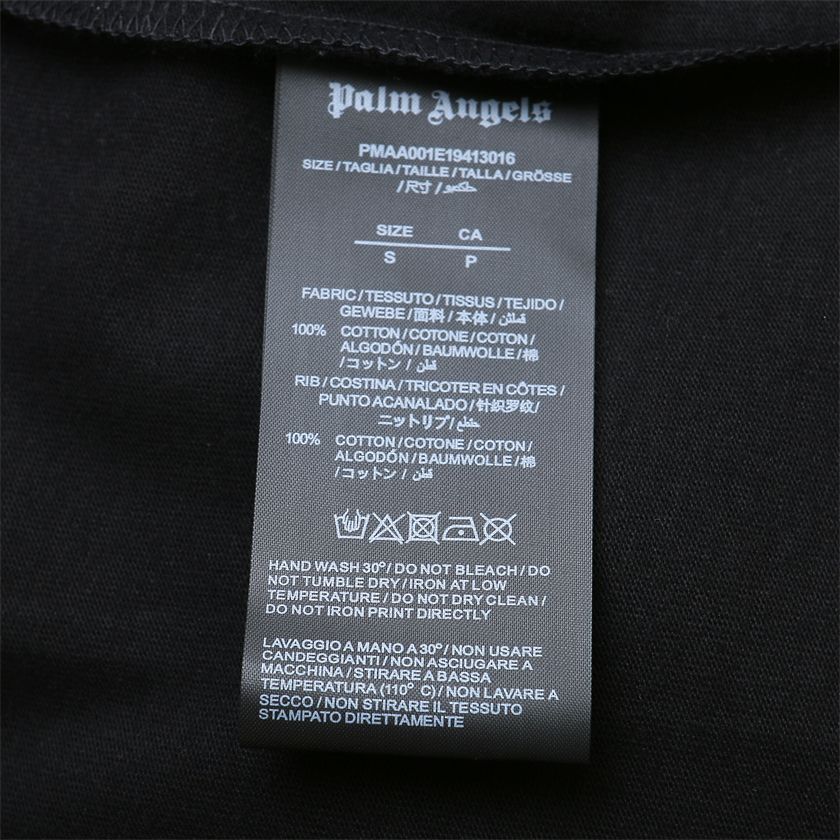 Palm Angels
PMAA001E19413016
SIZE / TAGLIA / TAILLE / TALLA / GRÖSSE
/ 尺寸 /
SIZE CA
S P
FABRIC / TESSUTO / TISSUS / TEJIDO /
GEWEBE / 面料 / 本体 / قطن
100% COTTON / COTONE / COTON /
ALGODÓN / BAUMWOLLE / 棉
/ コットン / قطن
RIB / COSTINA / TRICOTER EN CÔTES /
PUNTO ACANALADO / 针织罗纹 /
ニットリブ /
100% COTTON / COTONE / COTON /
ALGODÓN / BAUMWOLLE / 棉
/ コットン / قطن
HAND WASH 30° / DO NOT BLEACH / DO
NOT TUMBLE DRY / IRON AT LOW
TEMPERATURE / DO NOT DRY CLEAN /
DO NOT IRON PRINT DIRECTLY
LAVAGGIO A MANO A 30° / NON USARE
CANDEGGIANTI / NON ASCIUGARE A
MACCHINA / STIRARE A BASSA
TEMPERATURA (110° C) / NON LAVARE A
SECCO / NON STIRARE IL TESSUTO
STAMPATO DIRETTAMENTE